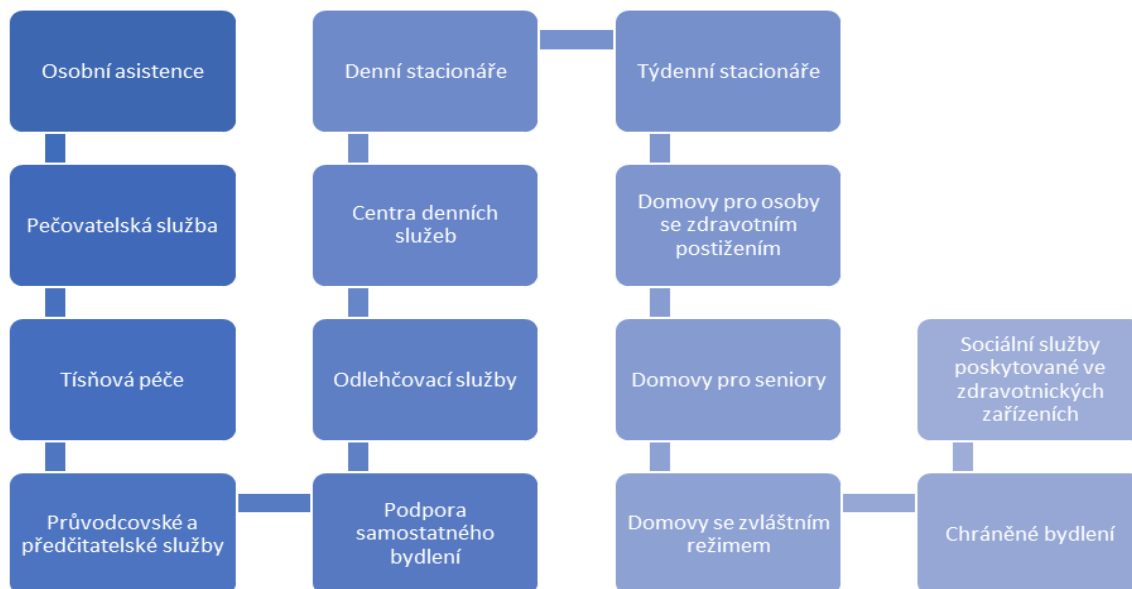 Osobní asistence
Pečovatelská služba
Tísňová péče
Průvodcovské a
předčitatelské služby
Podpora
samostatného
bydlení
Odlehčovací služby
Centra denních
služeb
Denní stacionáře
Týdenní stacionáře
Domovy pro osoby
se zdravotním
postižením
Domovy pro seniory
Domovy se zvláštním
režimem
Chráněné bydlení
Sociální služby
poskytované ve
zdravotnických
zařízeních